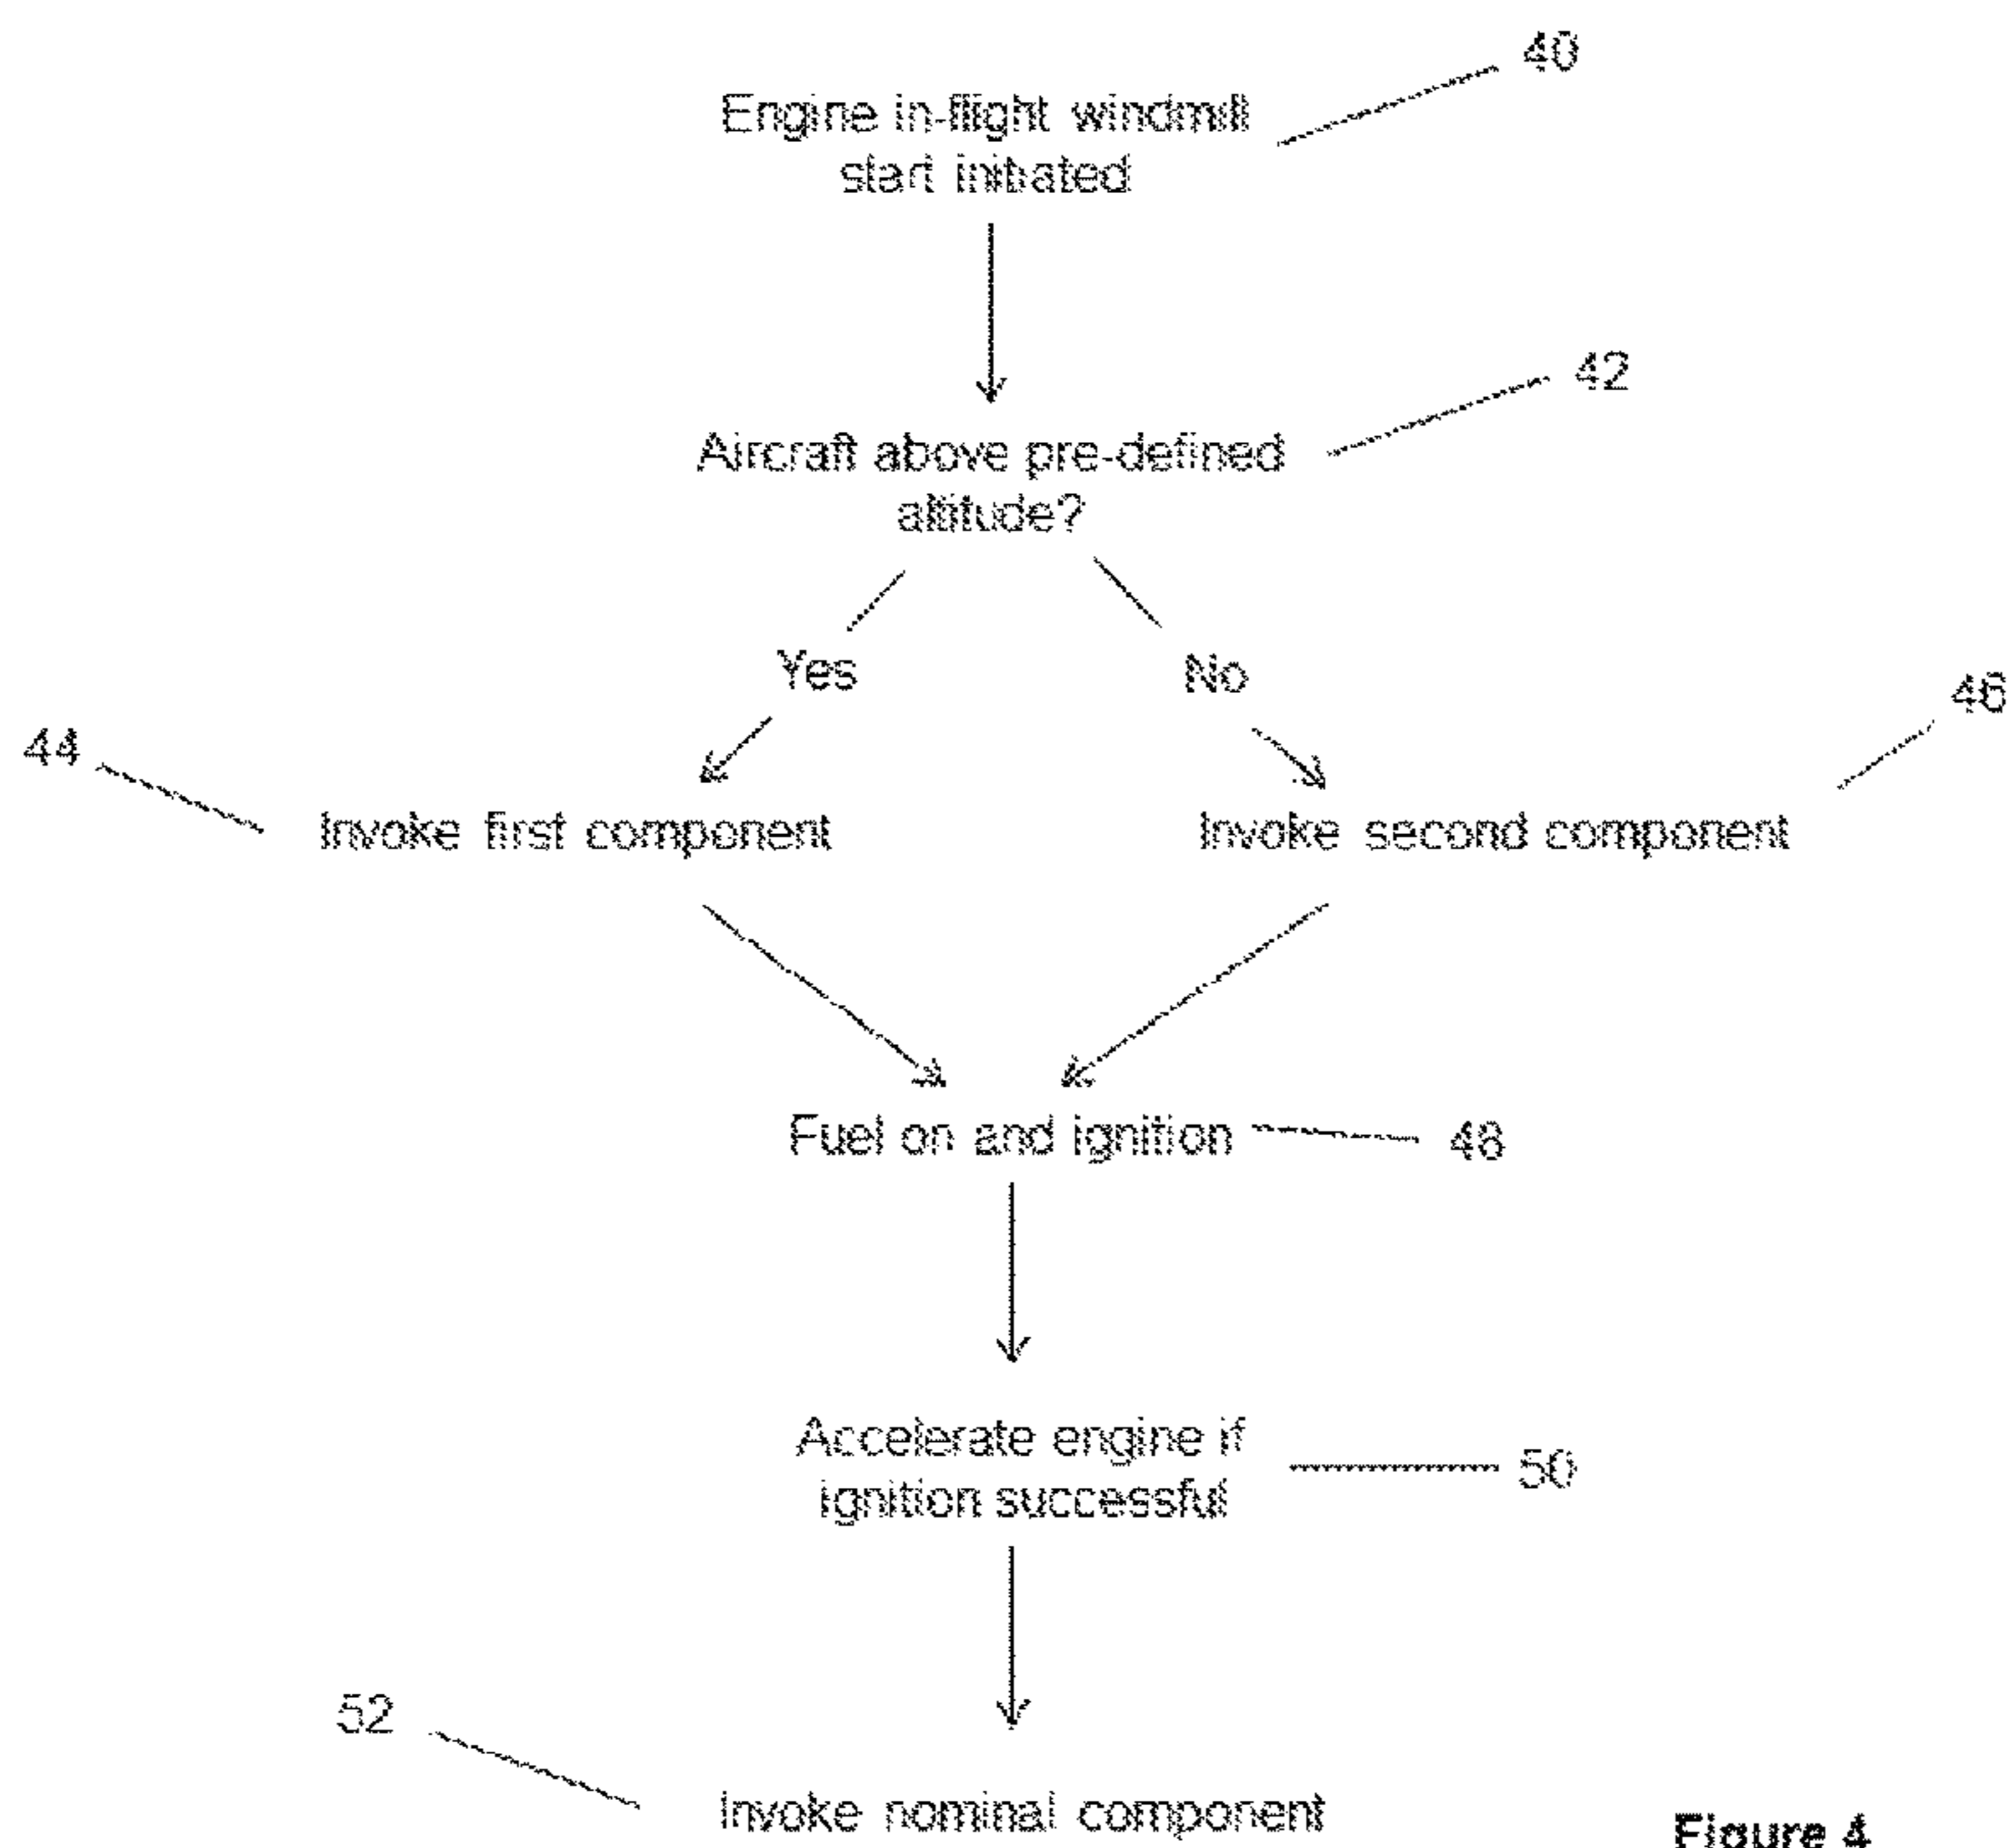 40
Engine in-flight windmill
start initiated
42
Aircraft above pre-defined
altitude?
Yes
No
46
44
Invoke first component
Invoke second component
Fuel on and ignition
48
Accelerate engine if
ignition successful
50
52
Invoke nominal component
Figure 4